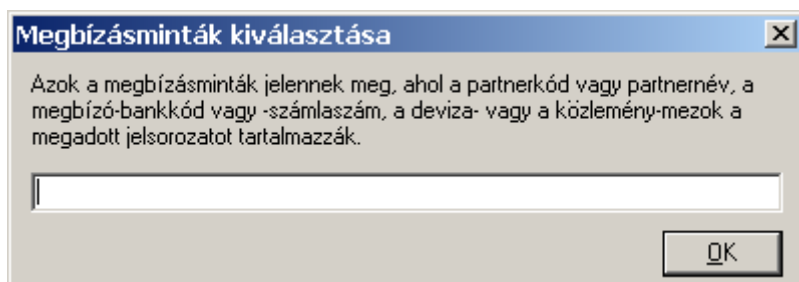 Megbízásminták kiválasztása
Azok a megbízásminták jelennek meg, ahol a partnerkód vagy partnernév, a
megbízó-bankkód vagy -számlaszám, a deviza- vagy a közlemény-mezok a
megadott jelsorozatot tartalmazzák.
OK